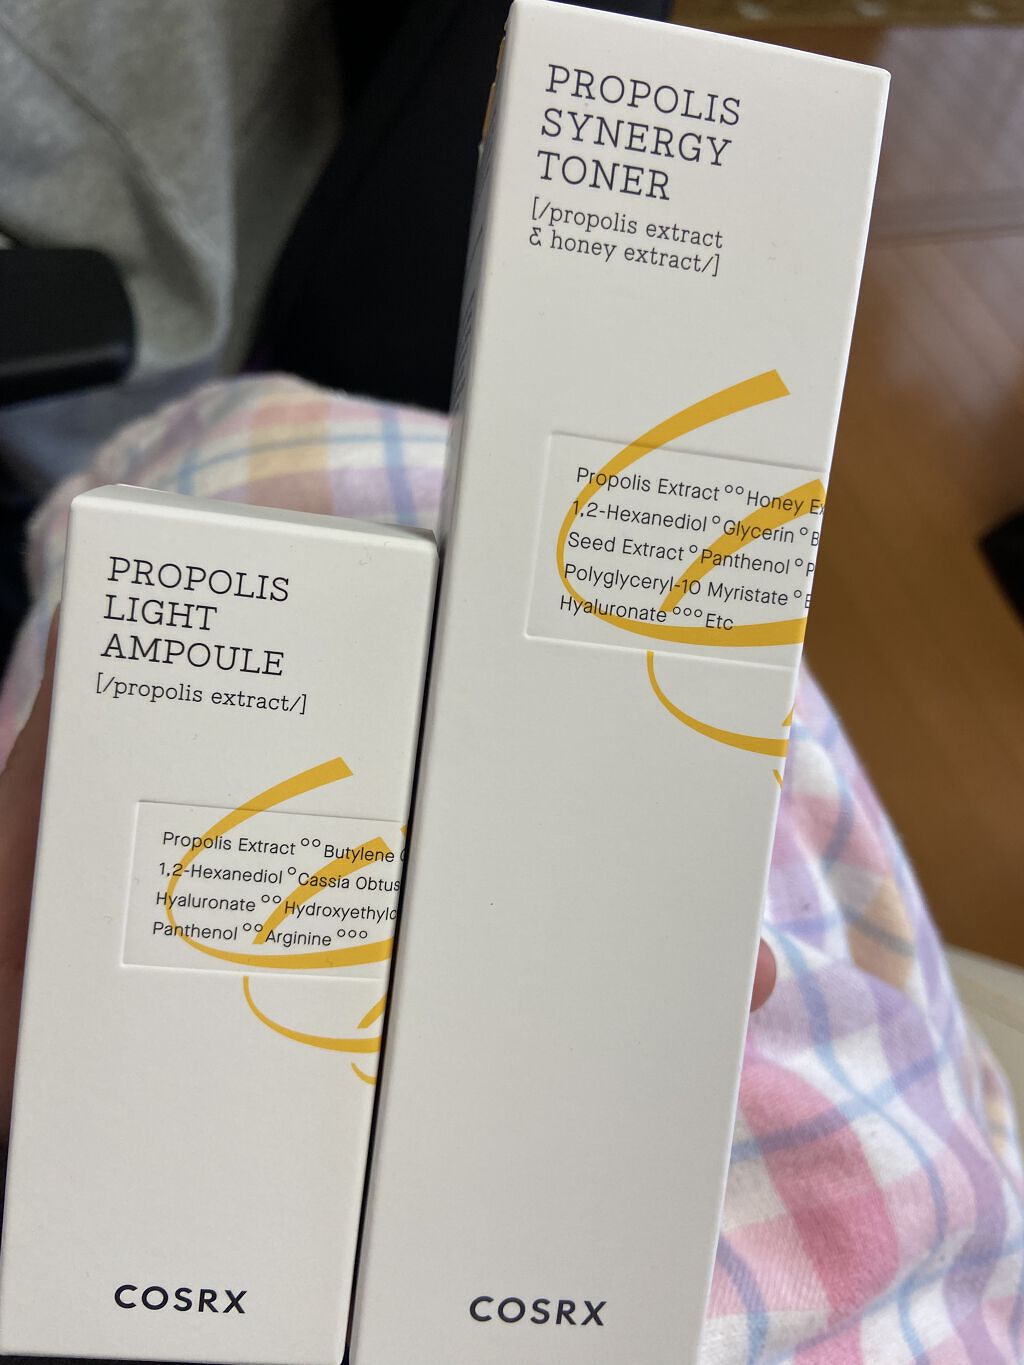 PROPOLIS
SYNERGY
TONER
[/propolis extract
& honey extract/]
Propolis Extract °° Honey
1,2-Hexanediol ° Glycerin °
Seed Extract ° Panthenol °
Polyglyceryl-10 Myristate °
Hyaluronate °°° Etc
COSRX
PROPOLIS
LIGHT
AMPOULE
[/propolis extract/]
Propolis Extract °° Butylene
1,2-Hexanediol ° Cassia
Hyaluronate °°
Panthenol °° Arginine °°°
COSRX